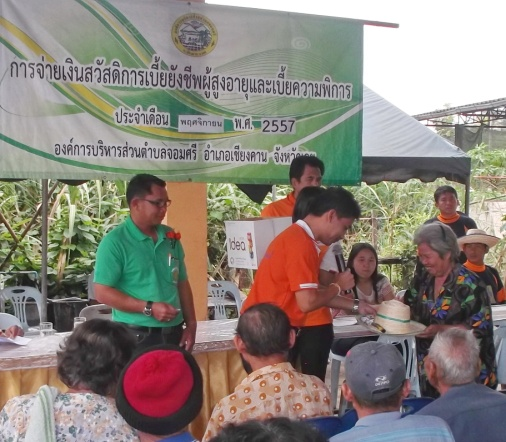 การจ่ายเงินสวัสดิการเบี้ยยังชีพผู้สูงอายุและเบี้ยความพิการ
ประจำเดือน พฤศจิกายน พ.ศ. 2557
องค์การบริหารส่วนตำบลจอมศรี อำเภอเชียงคาน จังหวัดเลย
idea